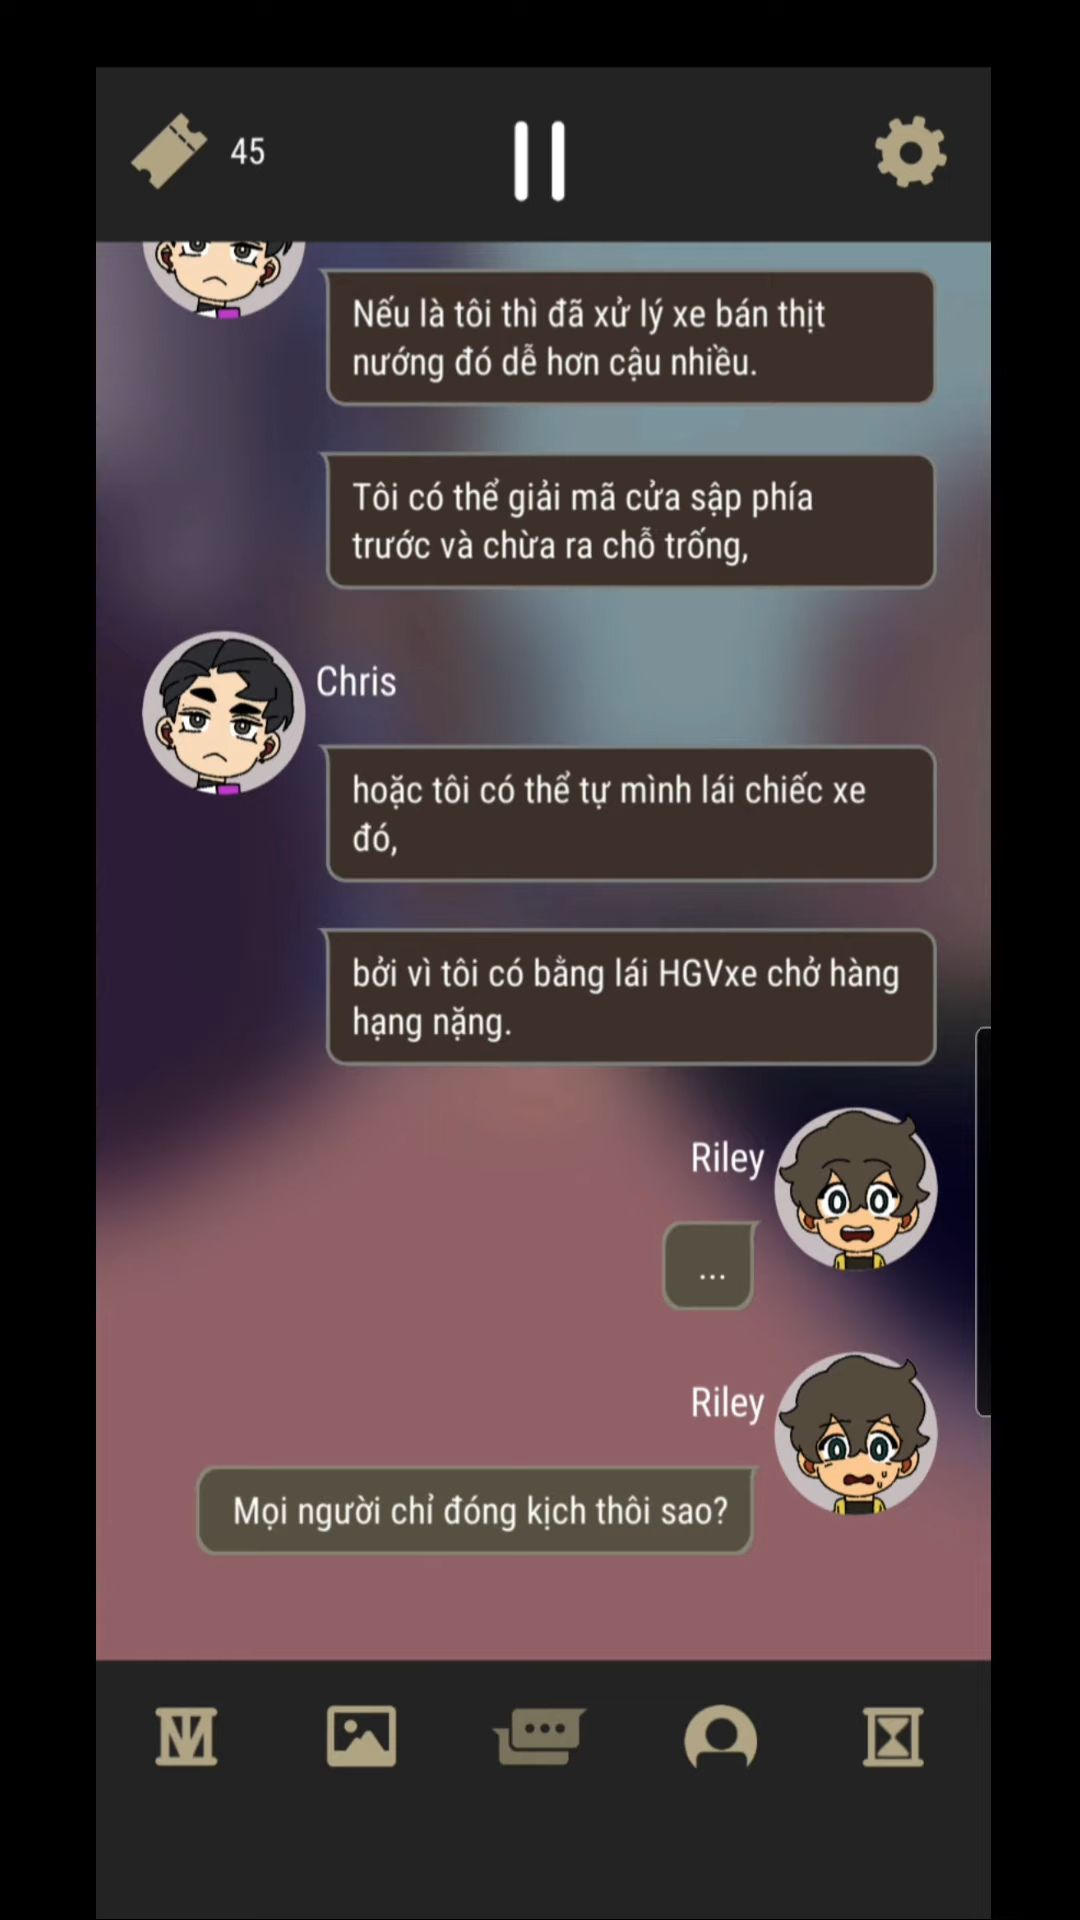 45
Nếu là tôi thì đã xử lý xe bán thịt
nướng đó dễ hơn cậu nhiều.
Tôi có thể giải mã cửa sập phía
trước và chừa ra chỗ trống,
Chris
hoặc tôi có thể tự mình lái chiếc xe
đó,
bởi vì tôi có bằng lái HGVxe chở hàng
hạng nặng.
Riley
...
Riley
Mọi người chỉ đóng kịch thôi sao?